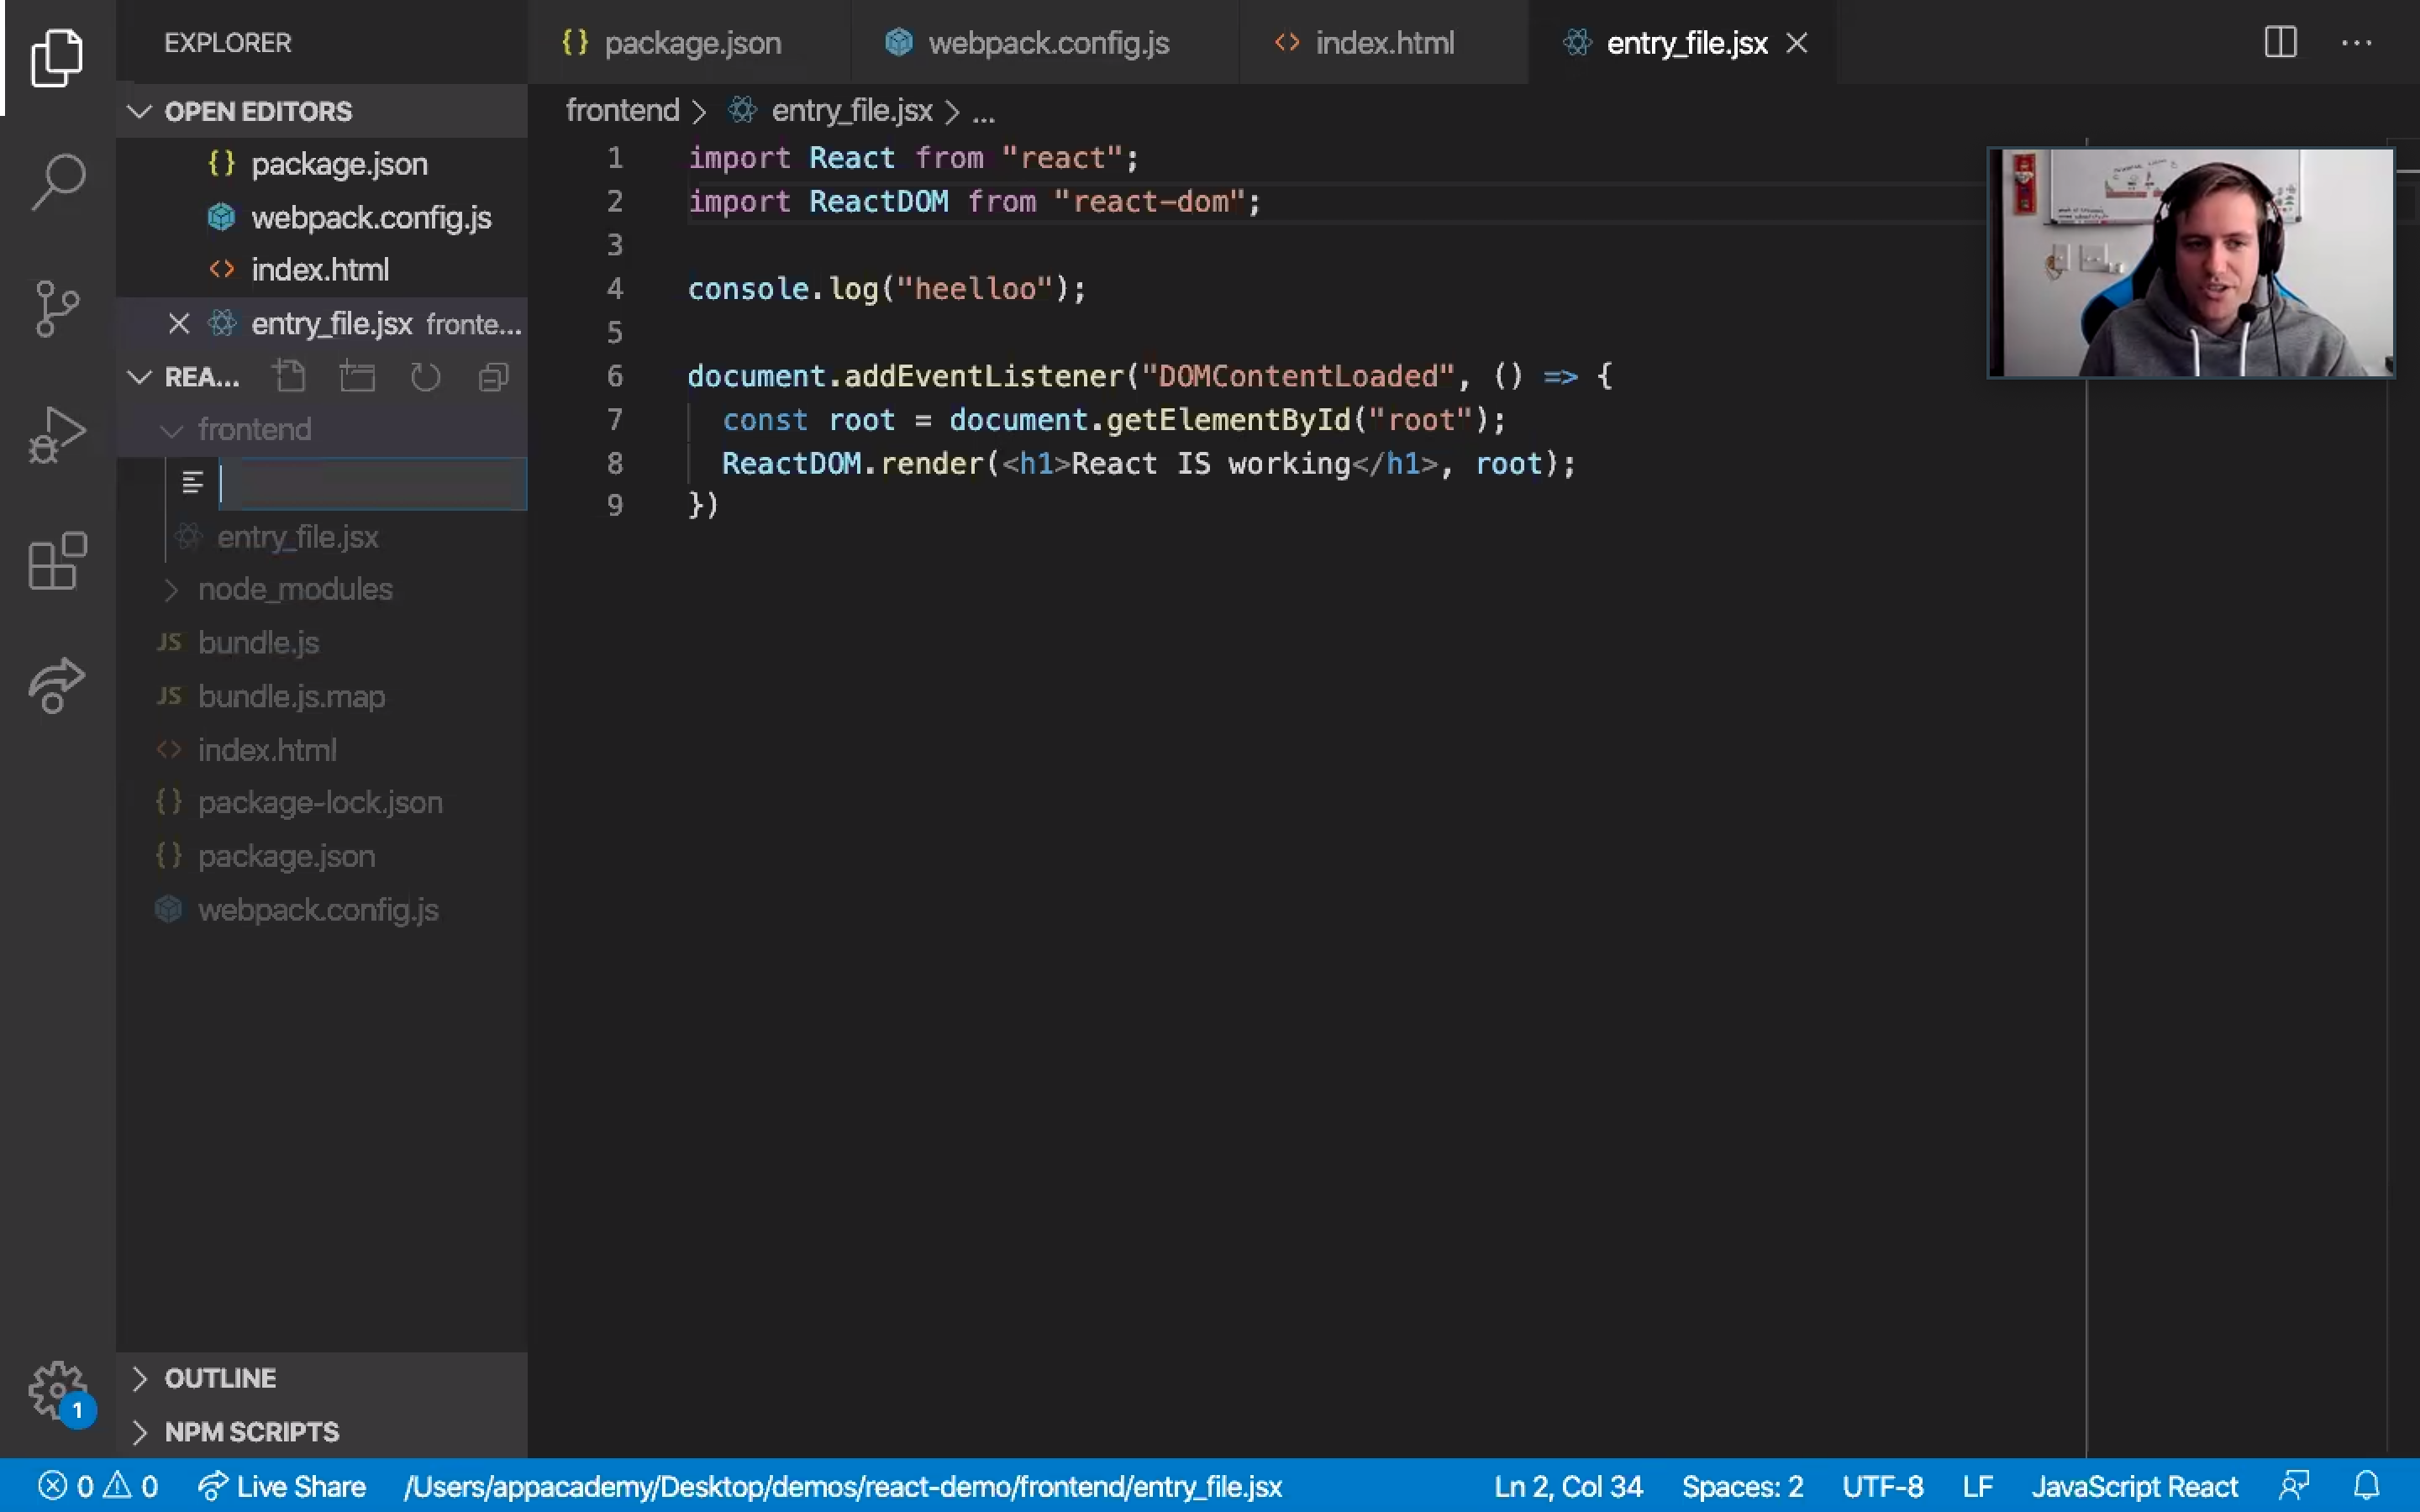 EXPLORER
OPEN EDITORS
package.json
webpack.config.js
index.html
entry_file.jsx fronte...
REA...
frontend
entry_file.jsx
node_modules
JS bundle.js
JS bundle.js.map
index.html
package-lock.json
package.json
webpack.config.js
OUTLINE
NPM SCRIPTS
1
package.json
webpack.config.js
index.html
entry_file.jsx
frontend > entry_file.jsx > ...
1 import React from "react";
2 import ReactDOM from "react-dom";
3
4 console.log("heelloo");
5
6 document.addEventListener("DOMContentLoaded", () => {
7 const root = document.getElementById("root");
8 ReactDOM.render(<h1>React IS working</h1>, root);
9 })
0 0 Live Share /Users/appacademy/Desktop/demos/react-demo/frontend/entry_file.jsx Ln 2, Col 34 Spaces: 2 UTF-8 LF JavaScript React